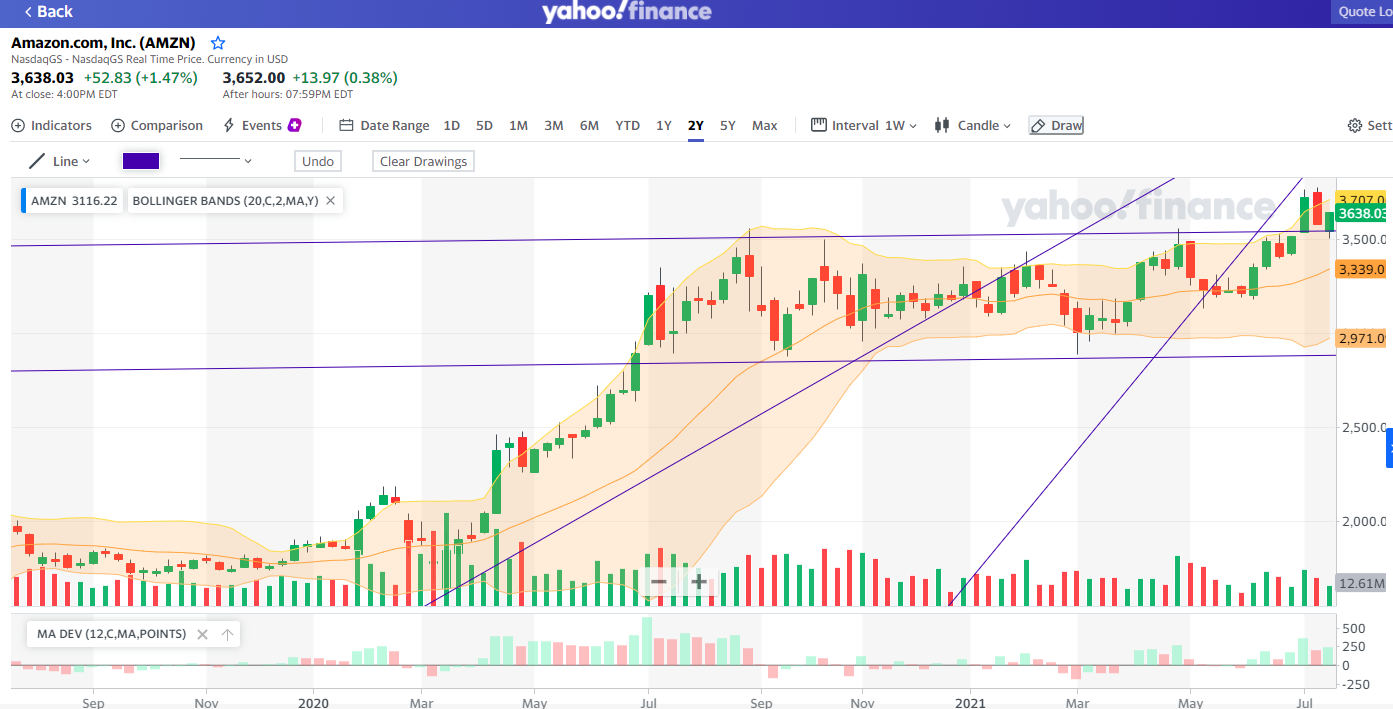 Back
yahoo!finance
Quote Lo
Amazon.com, Inc. (AMZN)
NasdaqGS - NasdaqGS Real Time Price. Currency in USD
3,638.03 +52.83 (+1.47%) 3,652.00 +13.97 (0.38%)
At close: 4:00PM EDT After hours: 07:59PM EDT
Indicators Comparison Events Date Range 1D 5D 1M 3M 6M YTD 1Y 2Y 5Y Max Interval 1W Candle Draw Sett
Line Undo Clear Drawings
AMZN 3116.22 BOLLINGER BANDS (20,C,2,MA,Y)
yahoo!finance
3,707.0
3638.03
3,500.0
3,339.0
2,971.0
2,500.0
2,000.0
12.61M
MA DEV (12,C,MA,POINTS)
500
250
0
-250
Sep Nov 2020 Mar May Jul Sep Nov 2021 Mar May Jul